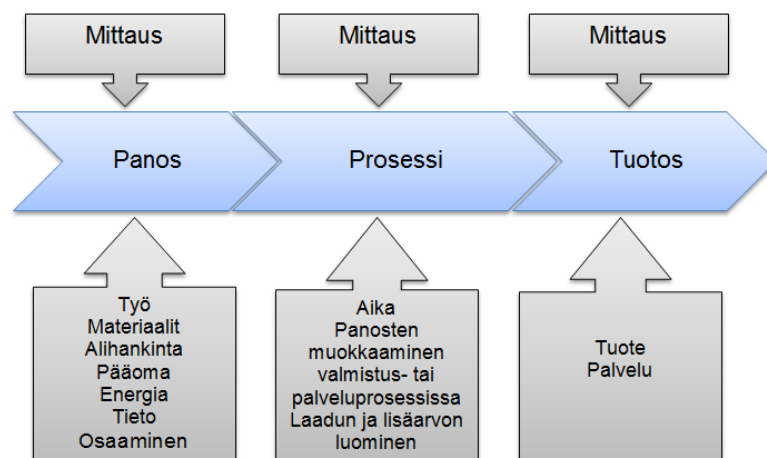 Mittaus
Mittaus
Mittaus
Panos
Prosessi
Tuotos
Työ
Materiaalit
Alihankinta
Pääoma
Energia
Tieto
Osaaminen
Aika
Panosten
muokkaaminen
valmistus- tai
palveluprosessissa
Laadun ja lisäarvon
luominen
Tuote
Palvelu